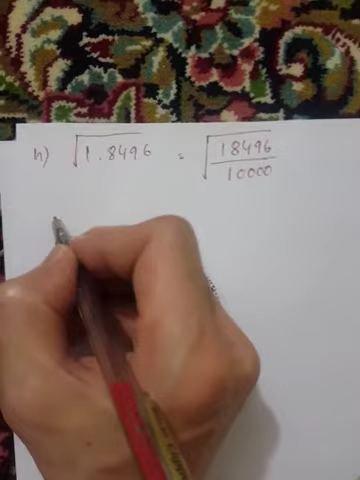 h) √1.8496 = √18496/10000